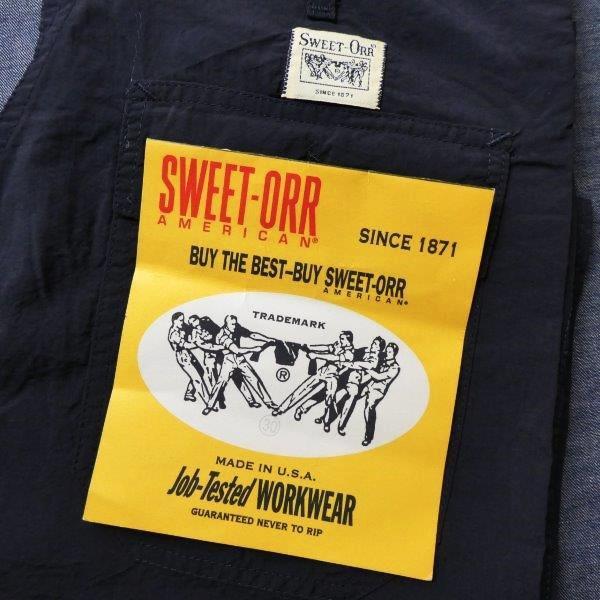 SWEET-ORR®
SINCE 1871
SWEET-ORR
AMERICAN®
SINCE 1871
BUY THE BEST-BUY SWEET-ORR
AMERICAN®
TRADEMARK
®
30
MADE IN U.S.A.
Job-Tested WORKWEAR
GUARANTEED NEVER TO RIP